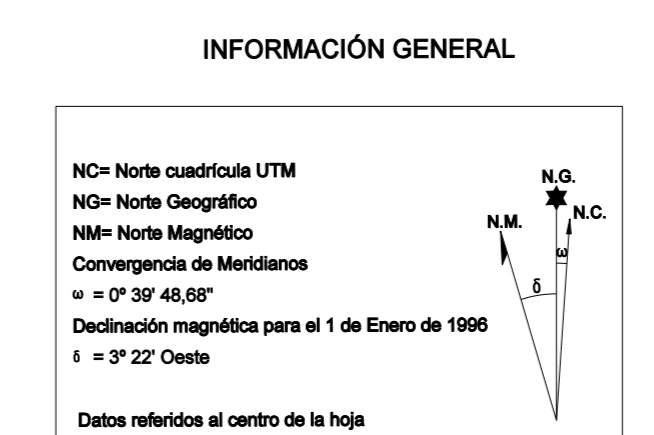 INFORMACIÓN GENERAL
NC= Norte cuadrícula UTM
NG= Norte Geográfico
NM= Norte Magnético
Convergencia de Meridianos
ω = 0º 39' 48,68"
Declinación magnética para el 1 de Enero de 1996
δ = 3º 22' Oeste
Datos referidos al centro de la hoja
N.G.
N.C.
N.M.
ω
δ